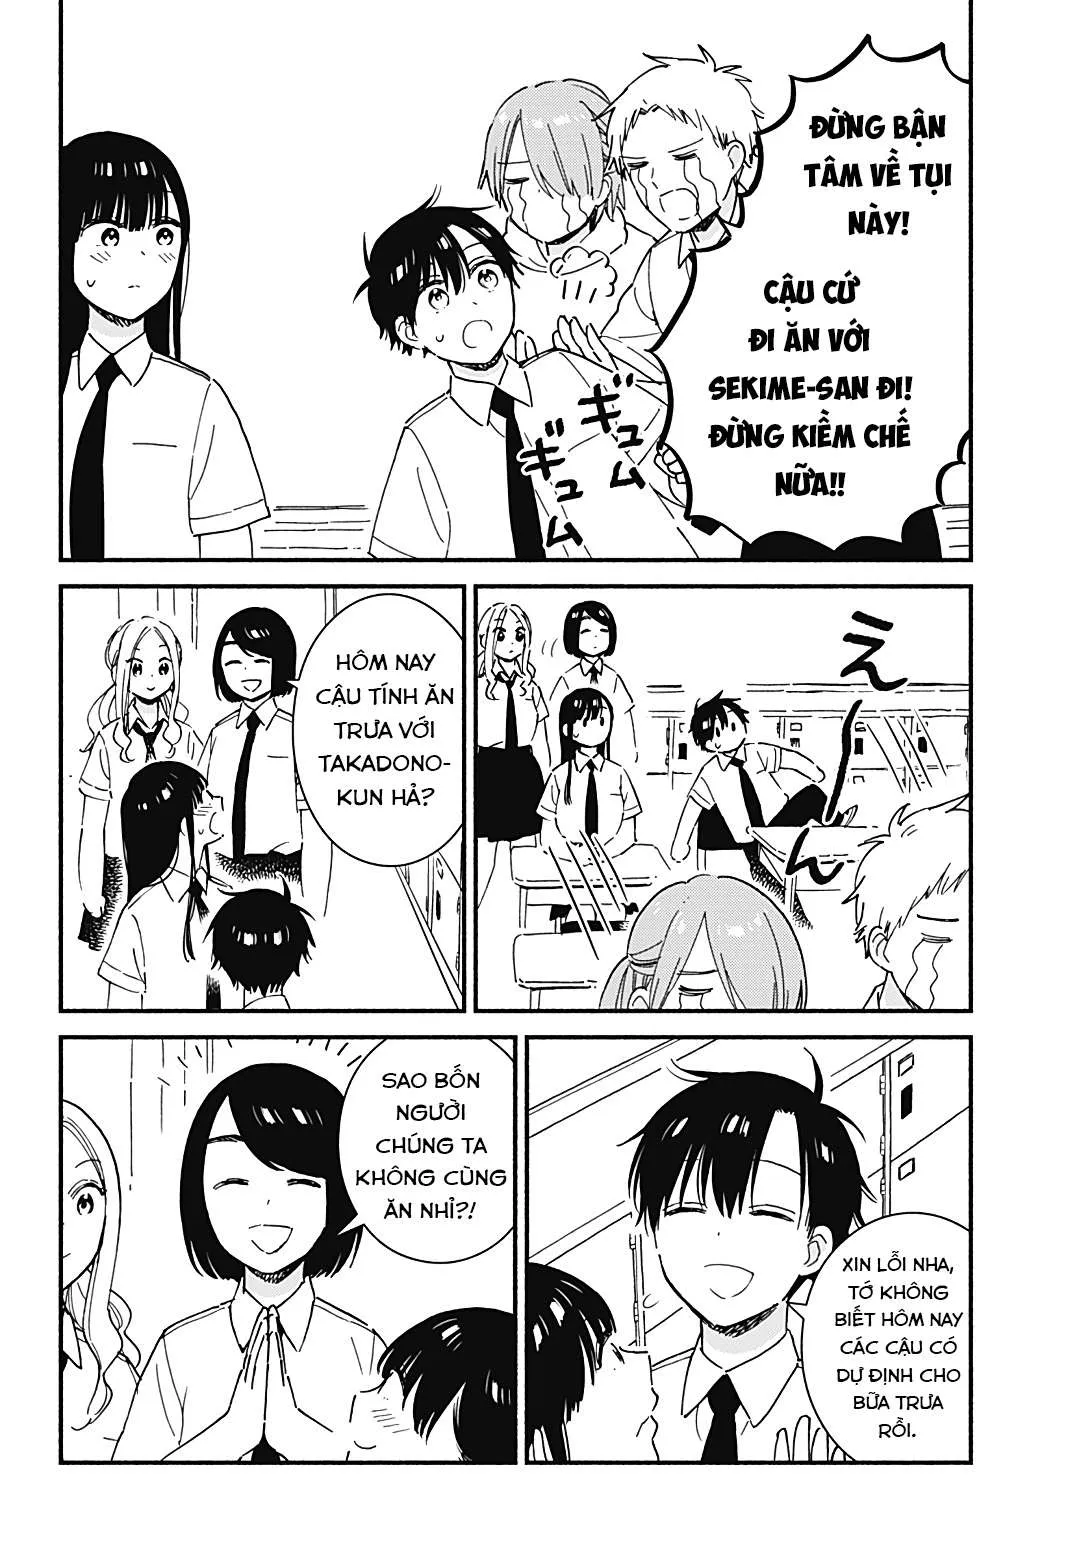 ĐỪNG BẬN
TÂM VỀ TỤI
NÀY!
CẬU CỨ
ĐI ĂN VỚI
SEKIME-SAN ĐI!
ĐỪNG KIỀM CHẾ
NỮA!!
ギュム
ギュム
HÔM NAY
CẬU TÍNH ĂN
TRƯA VỚI
TAKADONO-
KUN HẢ?
えーん
SAO BỐN
NGƯỜI
CHÚNG TA
KHÔNG CÙNG
ĂN NHỈ?!
XIN LỖI NHA,
TỚ KHÔNG
BIẾT HÔM NAY
CÁC CẬU CÓ
DỰ ĐỊNH CHO
BỮA TRƯA
RỒI.